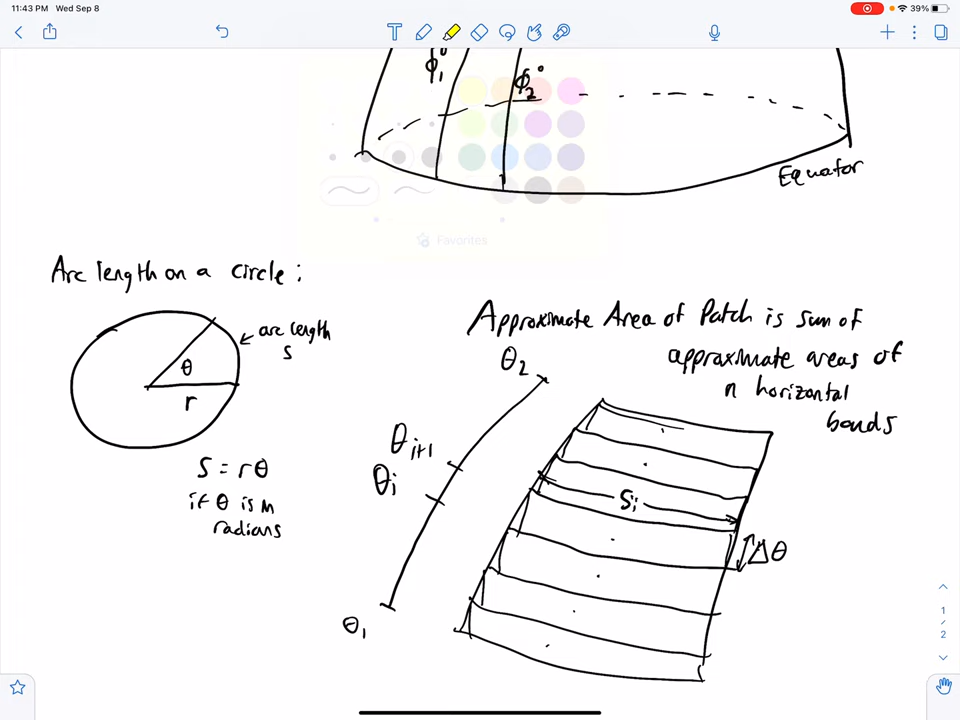 11:43 PM Wed Sep 8
39%
T
ϕ₁°
ϕ₂°
Equator
Favorites
Arc length on a circle:
arc length
s
θ
r
S = rθ
if θ is in
radians
Approximate Area of Patch is sum of
approximate areas of
n horizontal
bands
θ₂
θᵢ₊₁
θᵢ
Sᵢ
Δθ
θ₁
1
/
2